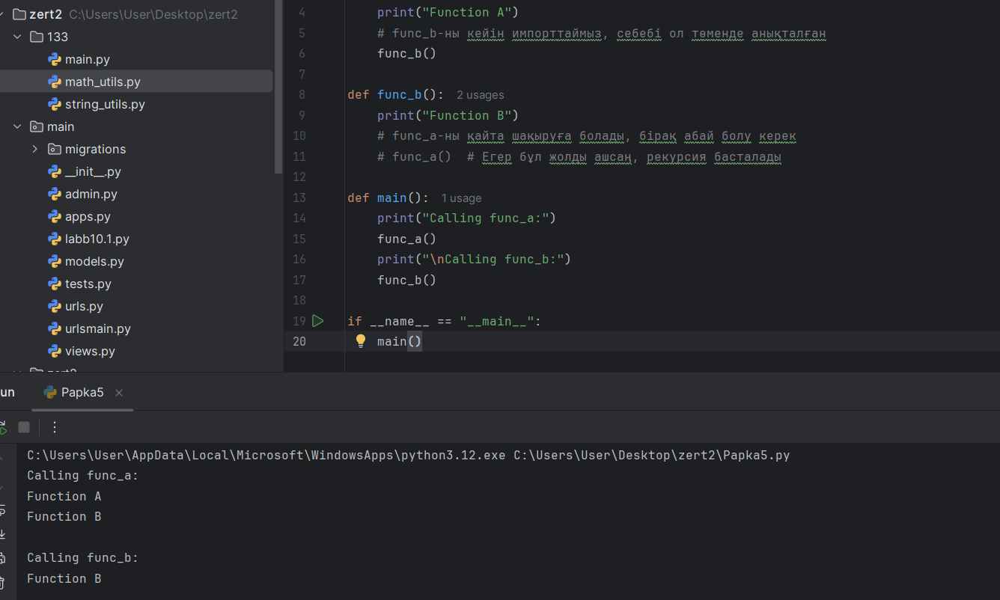 zert2 C:\Users\User\Desktop\zert2
133
main.py
math_utils.py
string_utils.py
main
migrations
__init__.py
admin.py
apps.py
labb10.1.py
models.py
tests.py
urls.py
urlsmain.py
views.py
zert2
4 print("Function A")
5 # func_b-ны кейін импорттаймыз, себебі ол төменде анықталған
6 func_b()
7
8 def func_b(): 2 usages
9 print("Function B")
10 # func_a-ны қайта шақыруға болады, бірақ абай болу керек
11 # func_a() # Егер бұл жолды ашсаң, рекурсия басталады
12
13 def main(): 1 usage
14 print("Calling func_a:")
15 func_a()
16 print("\nCalling func_b:")
17 func_b()
18
19 if __name__ == "__main__":
20 main()
un Papka5
C:\Users\User\AppData\Local\Microsoft\WindowsApps\python3.12.exe C:\Users\User\Desktop\zert2\Papka5.py
Calling func_a:
Function A
Function B
Calling func_b:
Function B